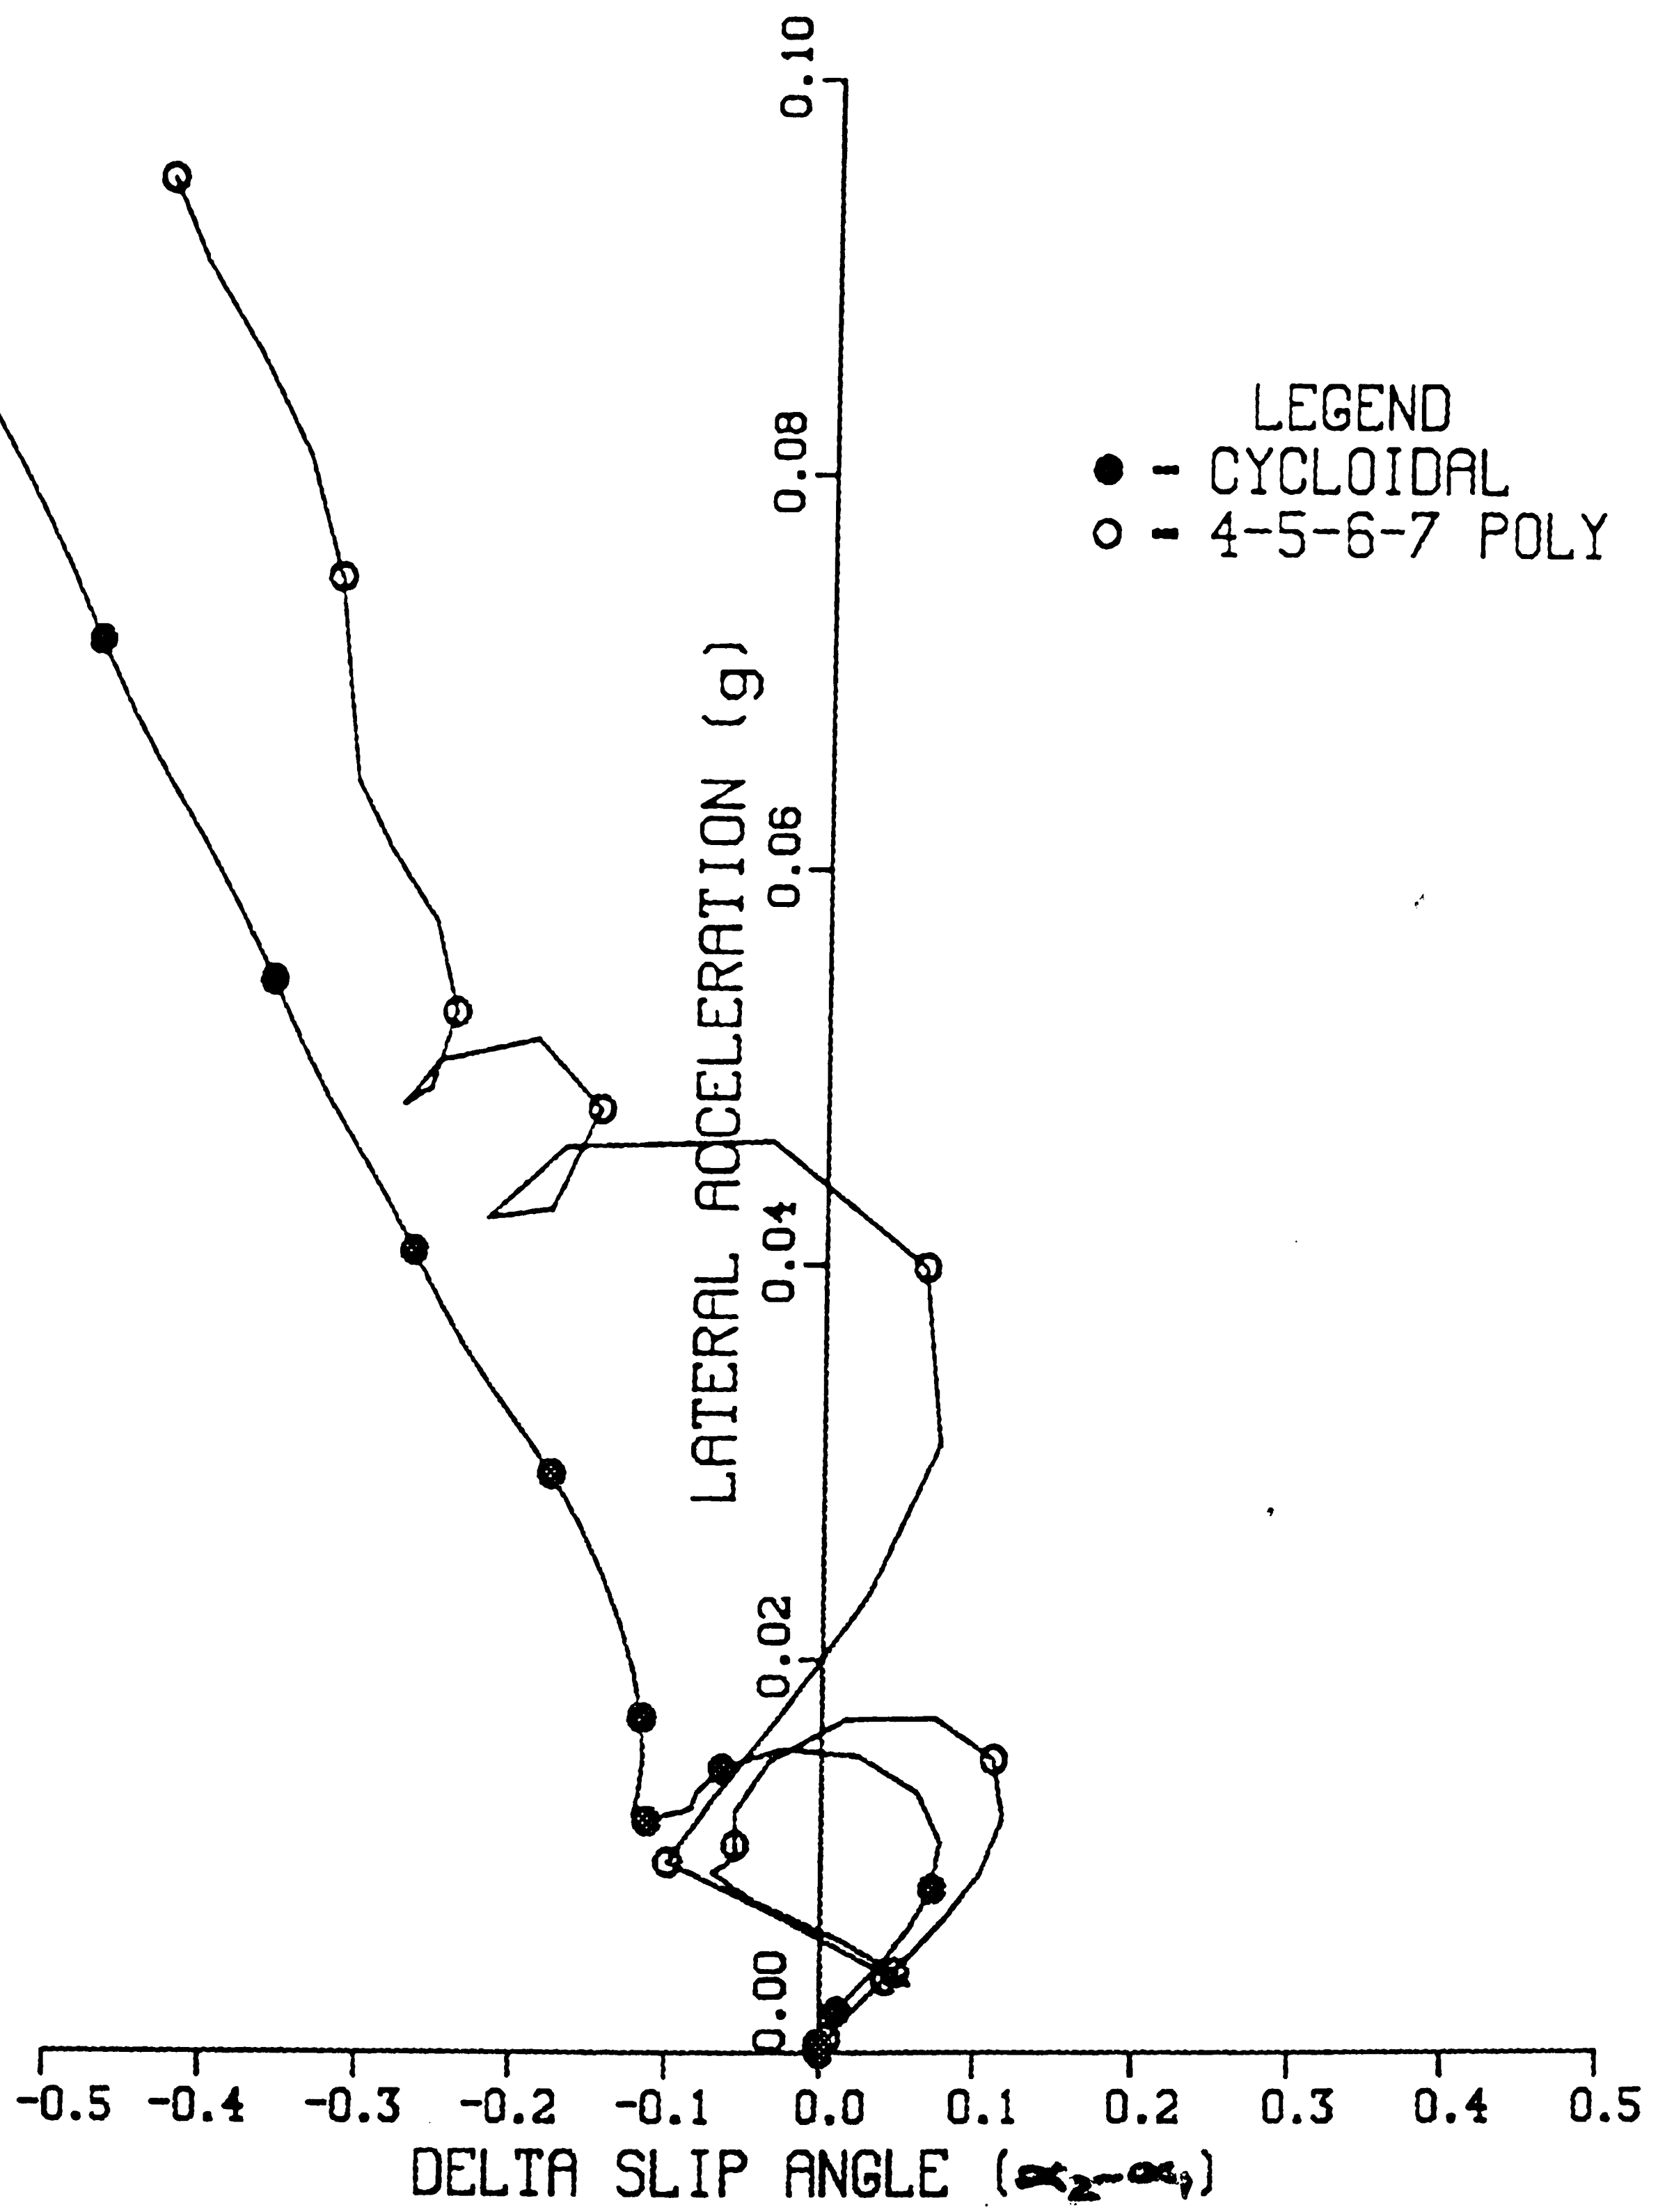 LEGEND
● - CYCLOIDAL
○ - 4-5-6-7 POLY
LATERAL ACCELERATION (g)
0.10
0.08
0.06
0.04
0.02
0.00
-0.5 -0.4 -0.3 -0.2 -0.1 0.0 0.1 0.2 0.3 0.4 0.5
DELTA SLIP ANGLE (α₂-α₁)